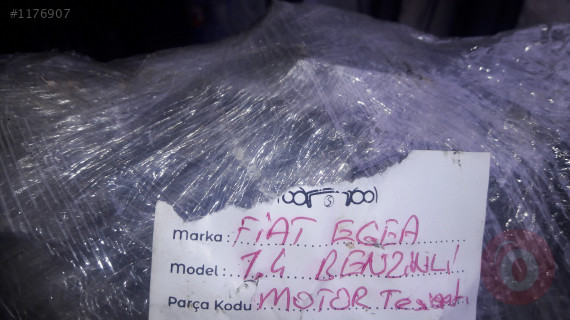 #1176907
Marka : FİAT EGEA
Model : 1.4 BENZİNLİ
Parça Kodu : MOTOR